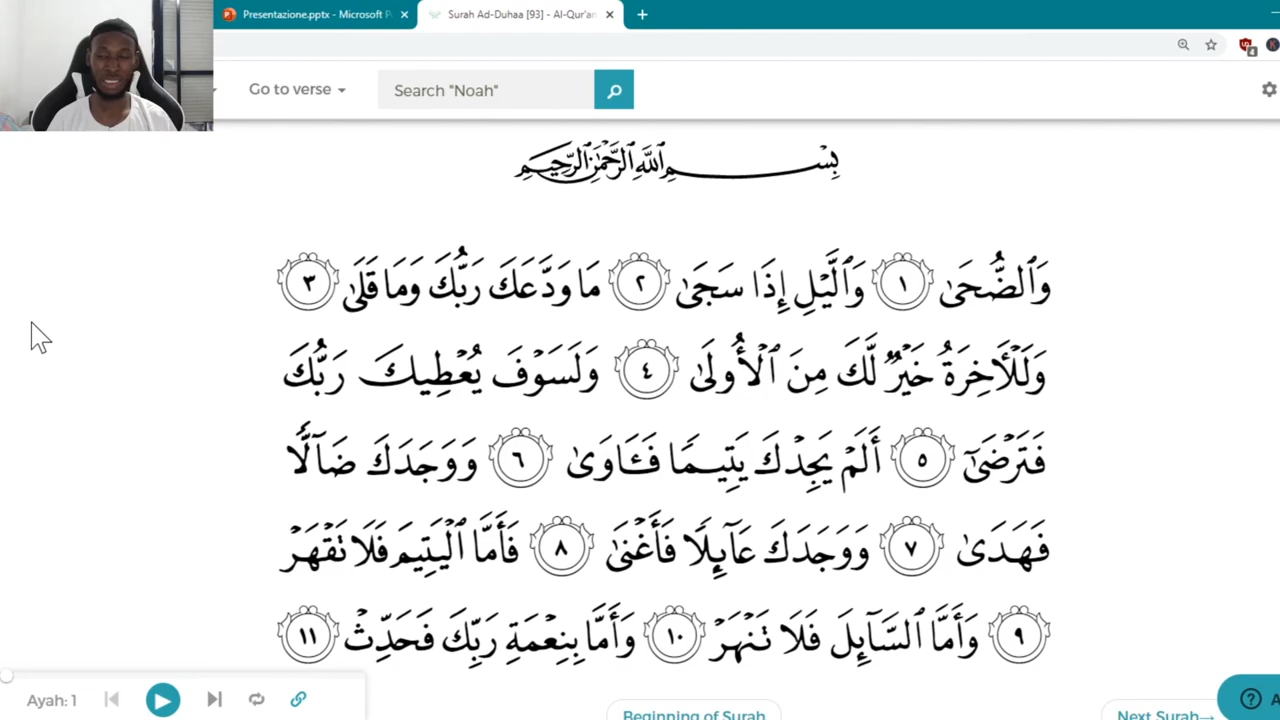 Presentazione.pptx - Microsoft P
Surah Ad-Duhaa [93] - Al-Qur'an
4
Go to verse
Search "Noah"
بِسْمِ ٱللَّهِ ٱلرَّحْمَٰنِ ٱلرَّحِيمِ
وَٱلضُّحَىٰ ١ وَٱلَّيْلِ إِذَا سَجَىٰ ٢ مَا وَدَّعَكَ رَبُّكَ وَمَا قَلَىٰ ٣
وَلَلْـَٔاخِرَةُ خَيْرٌ لَّكَ مِنَ ٱلْأُولَىٰ ٤ وَلَسَوْفَ يُعْطِيكَ رَبُّكَ
فَتَرْضَىٰٓ ٥ أَلَمْ يَجِدْكَ يَتِيمًا فَـَٔاوَىٰ ٦ وَوَجَدَكَ ضَآلًّا
فَهَدَىٰ ٧ وَوَجَدَكَ عَآئِلًا فَأَغْنَىٰ ٨ فَأَمَّا ٱلْيَتِيمَ فَلَا تَقْهَرْ
٩ وَأَمَّا ٱلسَّآئِلَ فَلَا تَنْهَرْ ١٠ وَأَمَّا بِنِعْمَةِ رَبِّكَ فَحَدِّثْ ١١
Ayah: 1
Beginning of Surah
Next Surah→
? A